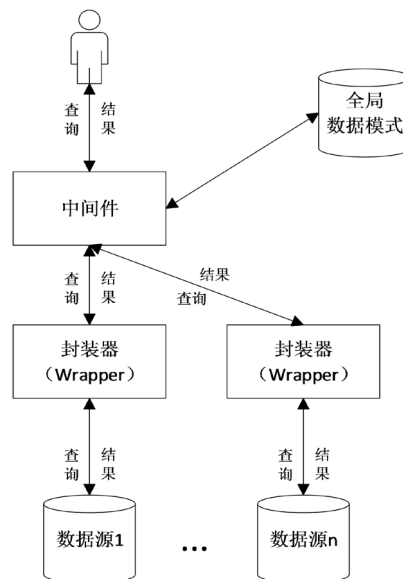 查询
结果
全局
数据模式
中间件
查询
结果
结果
查询
封装器
（Wrapper）
封装器
（Wrapper）
查询
结果
查询
结果
数据源1
...
数据源n